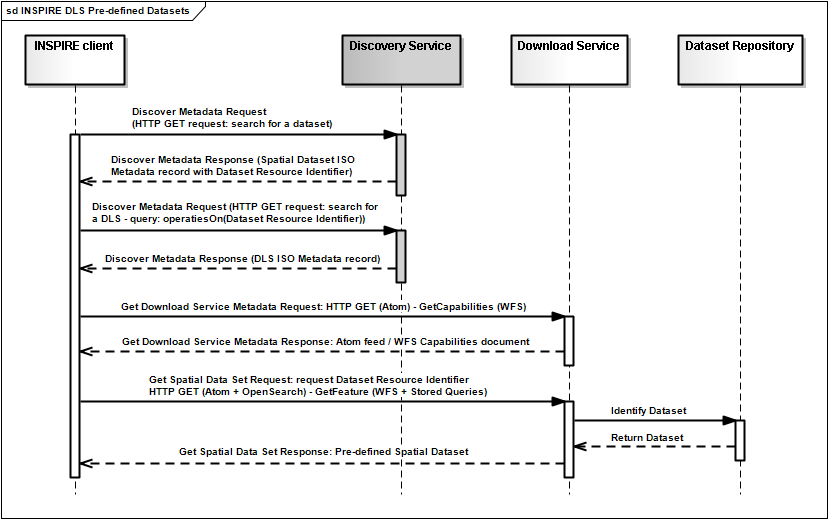 sd INSPIRE DLS Pre-defined Datasets
INSPIRE client
Discovery Service
Download Service
Dataset Repository
Discover Metadata Request
(HTTP GET request: search for a dataset)
Discover Metadata Response (Spatial Dataset ISO
Metadata record with Dataset Resource Identifier)
Discover Metadata Request (HTTP GET request: search for
a DLS - query: operatiesOn(Dataset Resource Identifier))
Discover Metadata Response (DLS ISO Metadata record)
Get Download Service Metadata Request: HTTP GET (Atom) - GetCapabilities (WFS)
Get Download Service Metadata Response: Atom feed / WFS Capabilities document
Get Spatial Data Set Request: request Dataset Resource Identifier
HTTP GET (Atom + OpenSearch) - GetFeature (WFS + Stored Queries)
Identify Dataset
Return Dataset
Get Spatial Data Set Response: Pre-defined Spatial Dataset